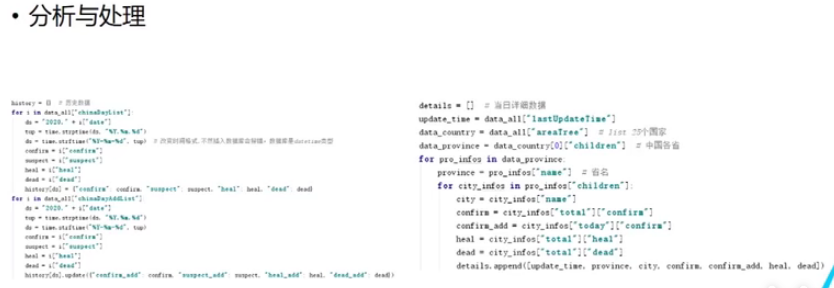 • 分析与处理
history = {}  # 历史数据
for i in data_all["chinaDayList"]:
    ds = "2020." + i["date"]
    tup = time.strptime(ds, "%Y.%m.%d")
    ds = time.strftime("%Y-%m-%d", tup)  # 改变时间格式,不然插入数据库会报错，数据库是datetime类型
    confirm = i["confirm"]
    suspect = i["suspect"]
    heal = i["heal"]
    dead = i["dead"]
    history[ds] = {"confirm": confirm, "suspect": suspect, "heal": heal, "dead": dead}
for i in data_all["chinaDayAddList"]:
    ds = "2020." + i["date"]
    tup = time.strptime(ds, "%Y.%m.%d")
    ds = time.strftime("%Y-%m-%d", tup)
    confirm = i["confirm"]
    suspect = i["suspect"]
    heal = i["heal"]
    dead = i["dead"]
    history[ds].update({"confirm_add": confirm, "suspect_add": suspect, "heal_add": heal, "dead_add": dead})
details = []  # 当日详细数据
update_time = data_all["lastUpdateTime"]
data_country = data_all["areaTree"]  # list 25个国家
data_province = data_country[0]["children"]  # 中国各省
for pro_infos in data_province:
    province = pro_infos["name"]  # 省名
    for city_infos in pro_infos["children"]:
        city = city_infos["name"]
        confirm = city_infos["total"]["confirm"]
        confirm_add = city_infos["today"]["confirm"]
        heal = city_infos["total"]["heal"]
        dead = city_infos["total"]["dead"]
        details.append([update_time, province, city, confirm, confirm_add, heal, dead])